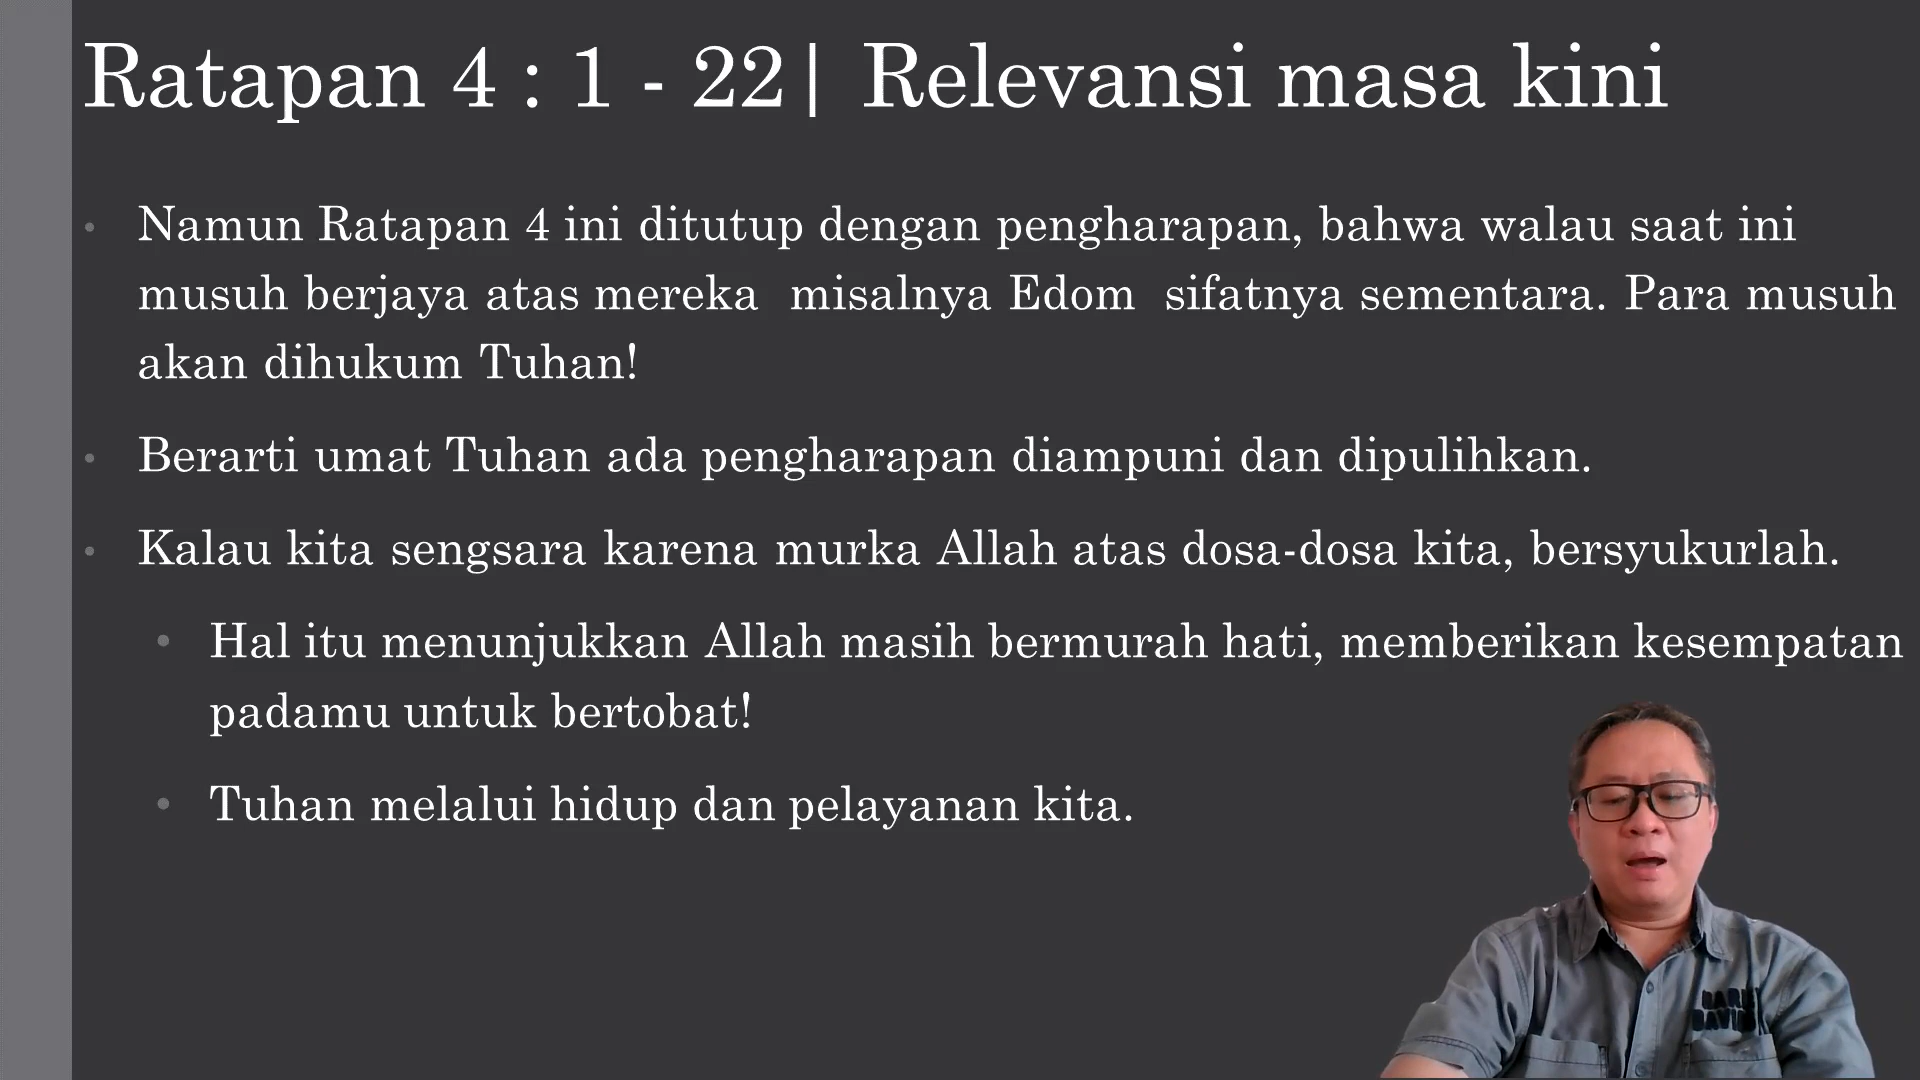 Ratapan 4 : 1 - 22| Relevansi masa kini
Namun Ratapan 4 ini ditutup dengan pengharapan, bahwa walau saat ini
musuh berjaya atas mereka misalnya Edom sifatnya sementara. Para musuh
akan dihukum Tuhan!
Berarti umat Tuhan ada pengharapan diampuni dan dipulihkan.
Kalau kita sengsara karena murka Allah atas dosa-dosa kita, bersyukurlah.
Hal itu menunjukkan Allah masih bermurah hati, memberikan kesempatan
padamu untuk bertobat!
Tuhan melalui hidup dan pelayanan kita.